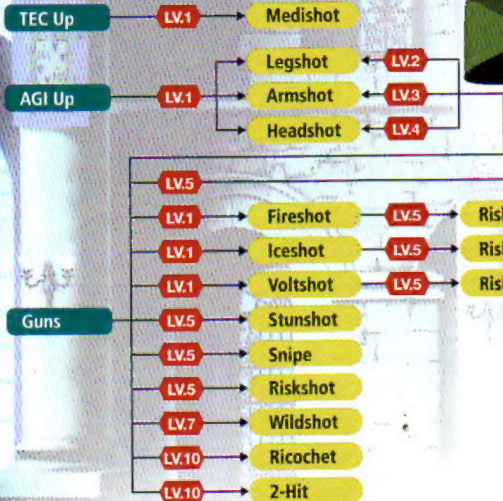 TEC Up LV.1 Medishot
Legshot LV.2
AGI Up LV.1 Armshot LV.3
Headshot LV.4
LV.5
LV.1 Fireshot LV.5
LV.1 Iceshot LV.5
LV.1 Voltshot LV.5
Guns LV.5 Stunshot
LV.5 Snipe
LV.5 Riskshot
LV.7 Wildshot
LV.10 Ricochet
LV.10 2-Hit